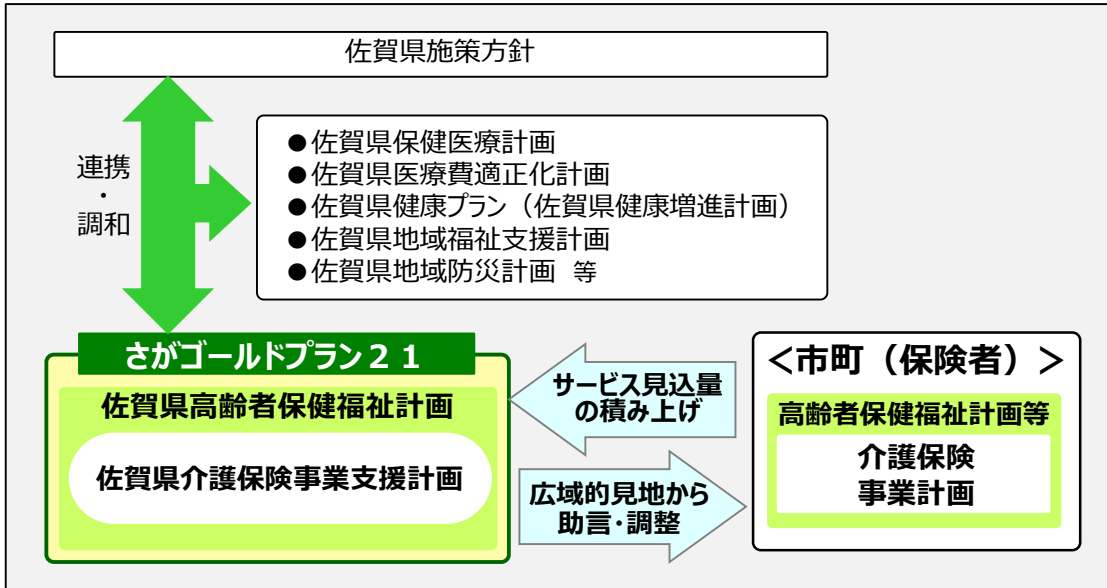 佐賀県施策方針
連携
・
調和
●佐賀県保健医療計画
●佐賀県医療費適正化計画
●佐賀県健康プラン（佐賀県健康増進計画）
●佐賀県地域福祉支援計画
●佐賀県地域防災計画 等
さがゴールドプラン２１
佐賀県高齢者保健福祉計画
佐賀県介護保険事業支援計画
サービス見込量
の積み上げ
広域的見地から
助言・調整
＜市町（保険者）＞
高齢者保健福祉計画等
介護保険
事業計画